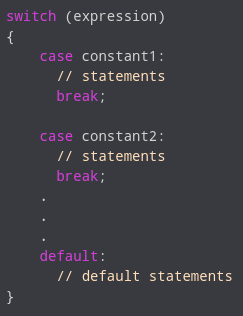 switch (expression)
{
    case constant1:
      // statements
      break;

    case constant2:
      // statements
      break;
    .
    .
    .
    default:
      // default statements
}